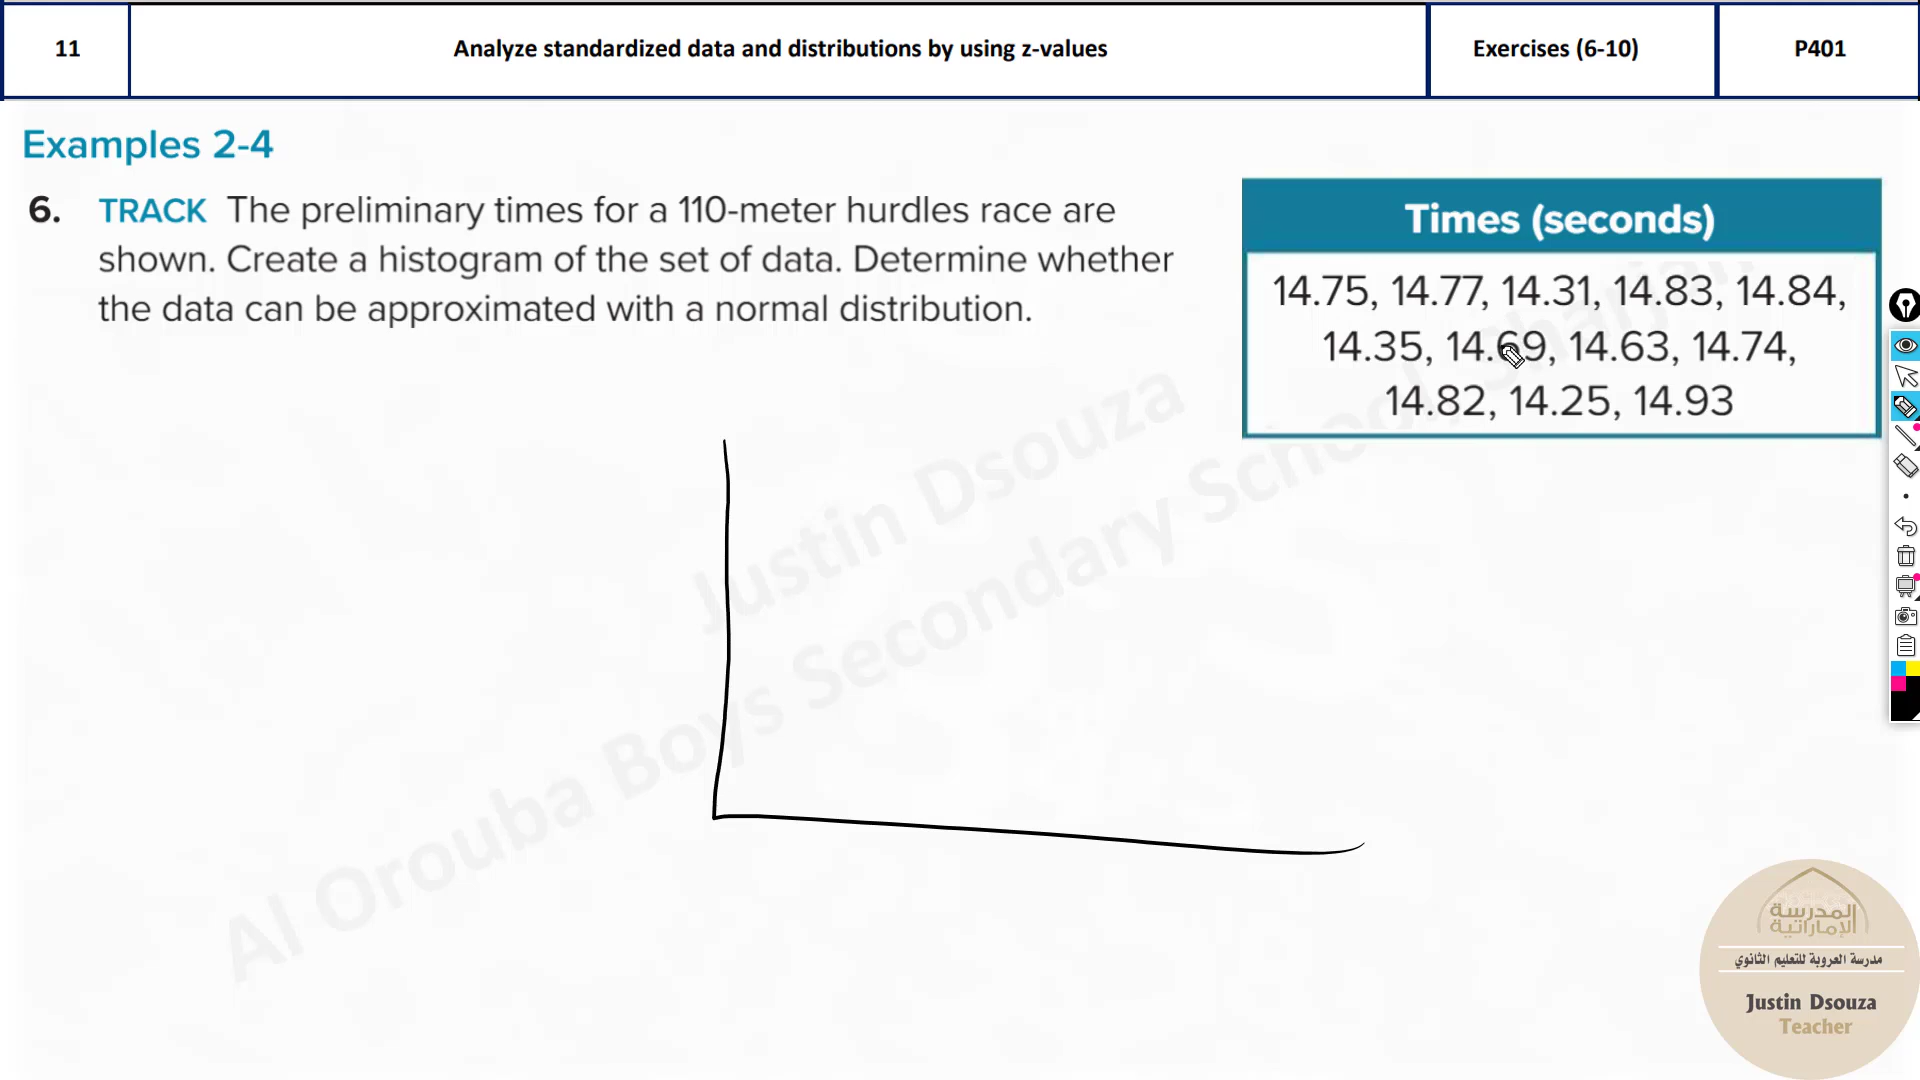 11
Analyze standardized data and distributions by using z-values
Exercises (6-10)
P401
Examples 2-4
6. TRACK The preliminary times for a 110-meter hurdles race are
shown. Create a histogram of the set of data. Determine whether
the data can be approximated with a normal distribution.
Times (seconds)
14.75, 14.77, 14.31, 14.83, 14.84,
14.35, 14.69, 14.63, 14.74,
14.82, 14.25, 14.93
Justin Dsouza
Al Orouba Boys Secondary School, Sharjah
المدرسة
الإماراتية
مدرسة العروبة للتعليم الثانوي
Justin Dsouza
Teacher